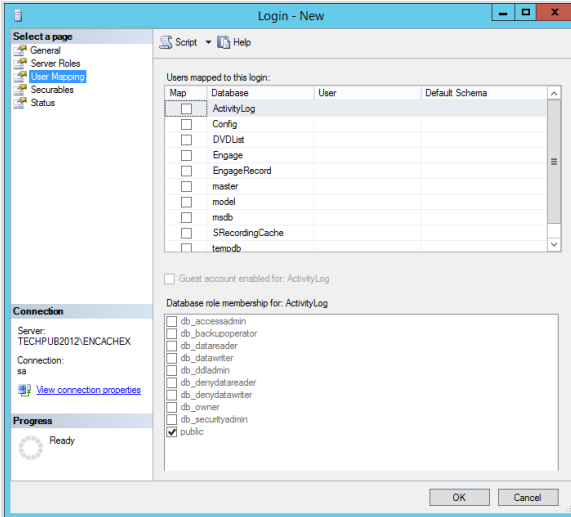 Login - New
Select a page
General
Server Roles
User Mapping
Securables
Status
Script Help
Users mapped to this login:
Map Database User Default Schema
ActivityLog
Config
DVDList
Engage
EngageRecord
master
model
msdb
SRecordingCache
tempdb
Guest account enabled for: ActivityLog
Database role membership for: ActivityLog
db_accessadmin
db_backupoperator
db_datareader
db_datawriter
db_ddladmin
db_denydatareader
db_denydatawriter
db_owner
db_securityadmin
public
Connection
Server:
TECHPUB2012\ENCACHEX
Connection:
sa
View connection properties
Progress
Ready
OK Cancel